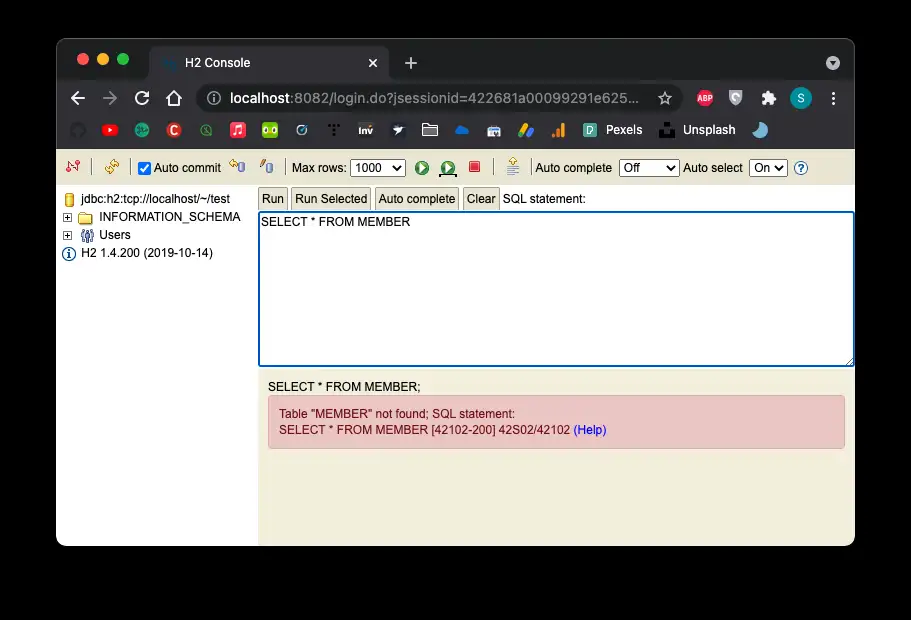 H2 Console
localhost:8082/login.do?jsessionid=422681a00099291e625...
ABP
S
C
inv
D
Pexels
Unsplash
Auto commit
Max rows: 1000
Auto complete Off
Auto select On
?
jdbc:h2:tcp://localhost/~/test
INFORMATION_SCHEMA
Users
H2 1.4.200 (2019-10-14)
Run Run Selected Auto complete Clear SQL statement:
SELECT * FROM MEMBER
SELECT * FROM MEMBER;
Table "MEMBER" not found; SQL statement:
SELECT * FROM MEMBER [42102-200] 42S02/42102 (Help)